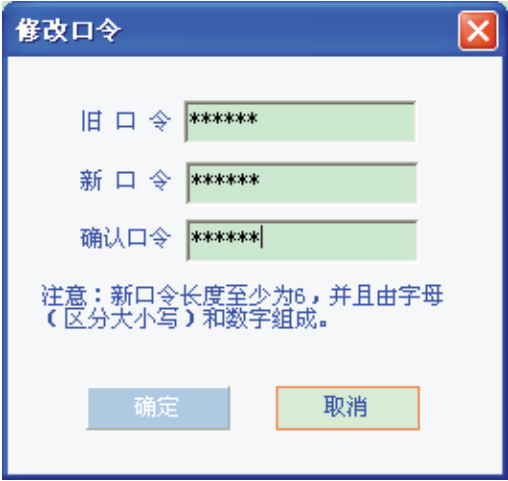 修改口令
旧 口 令 ******
新 口 令 ******
确认口令 ******
注意：新口令长度至少为6，并且由字母
（区分大小写）和数字组成。
确定 取消